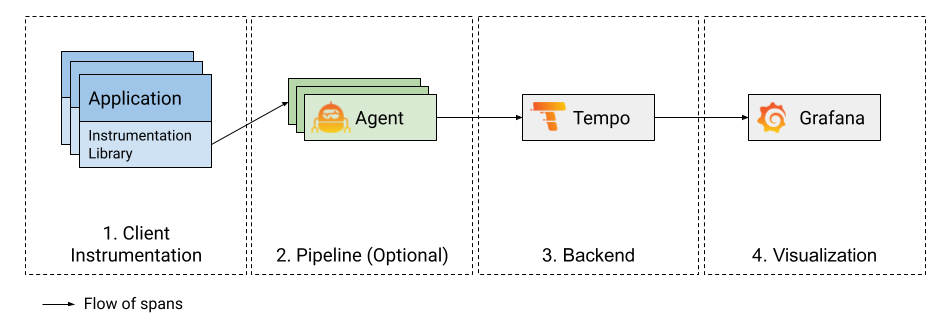 Application
Instrumentation
Library
Agent
Tempo
Grafana
1. Client
Instrumentation
2. Pipeline (Optional)
3. Backend
4. Visualization
Flow of spans